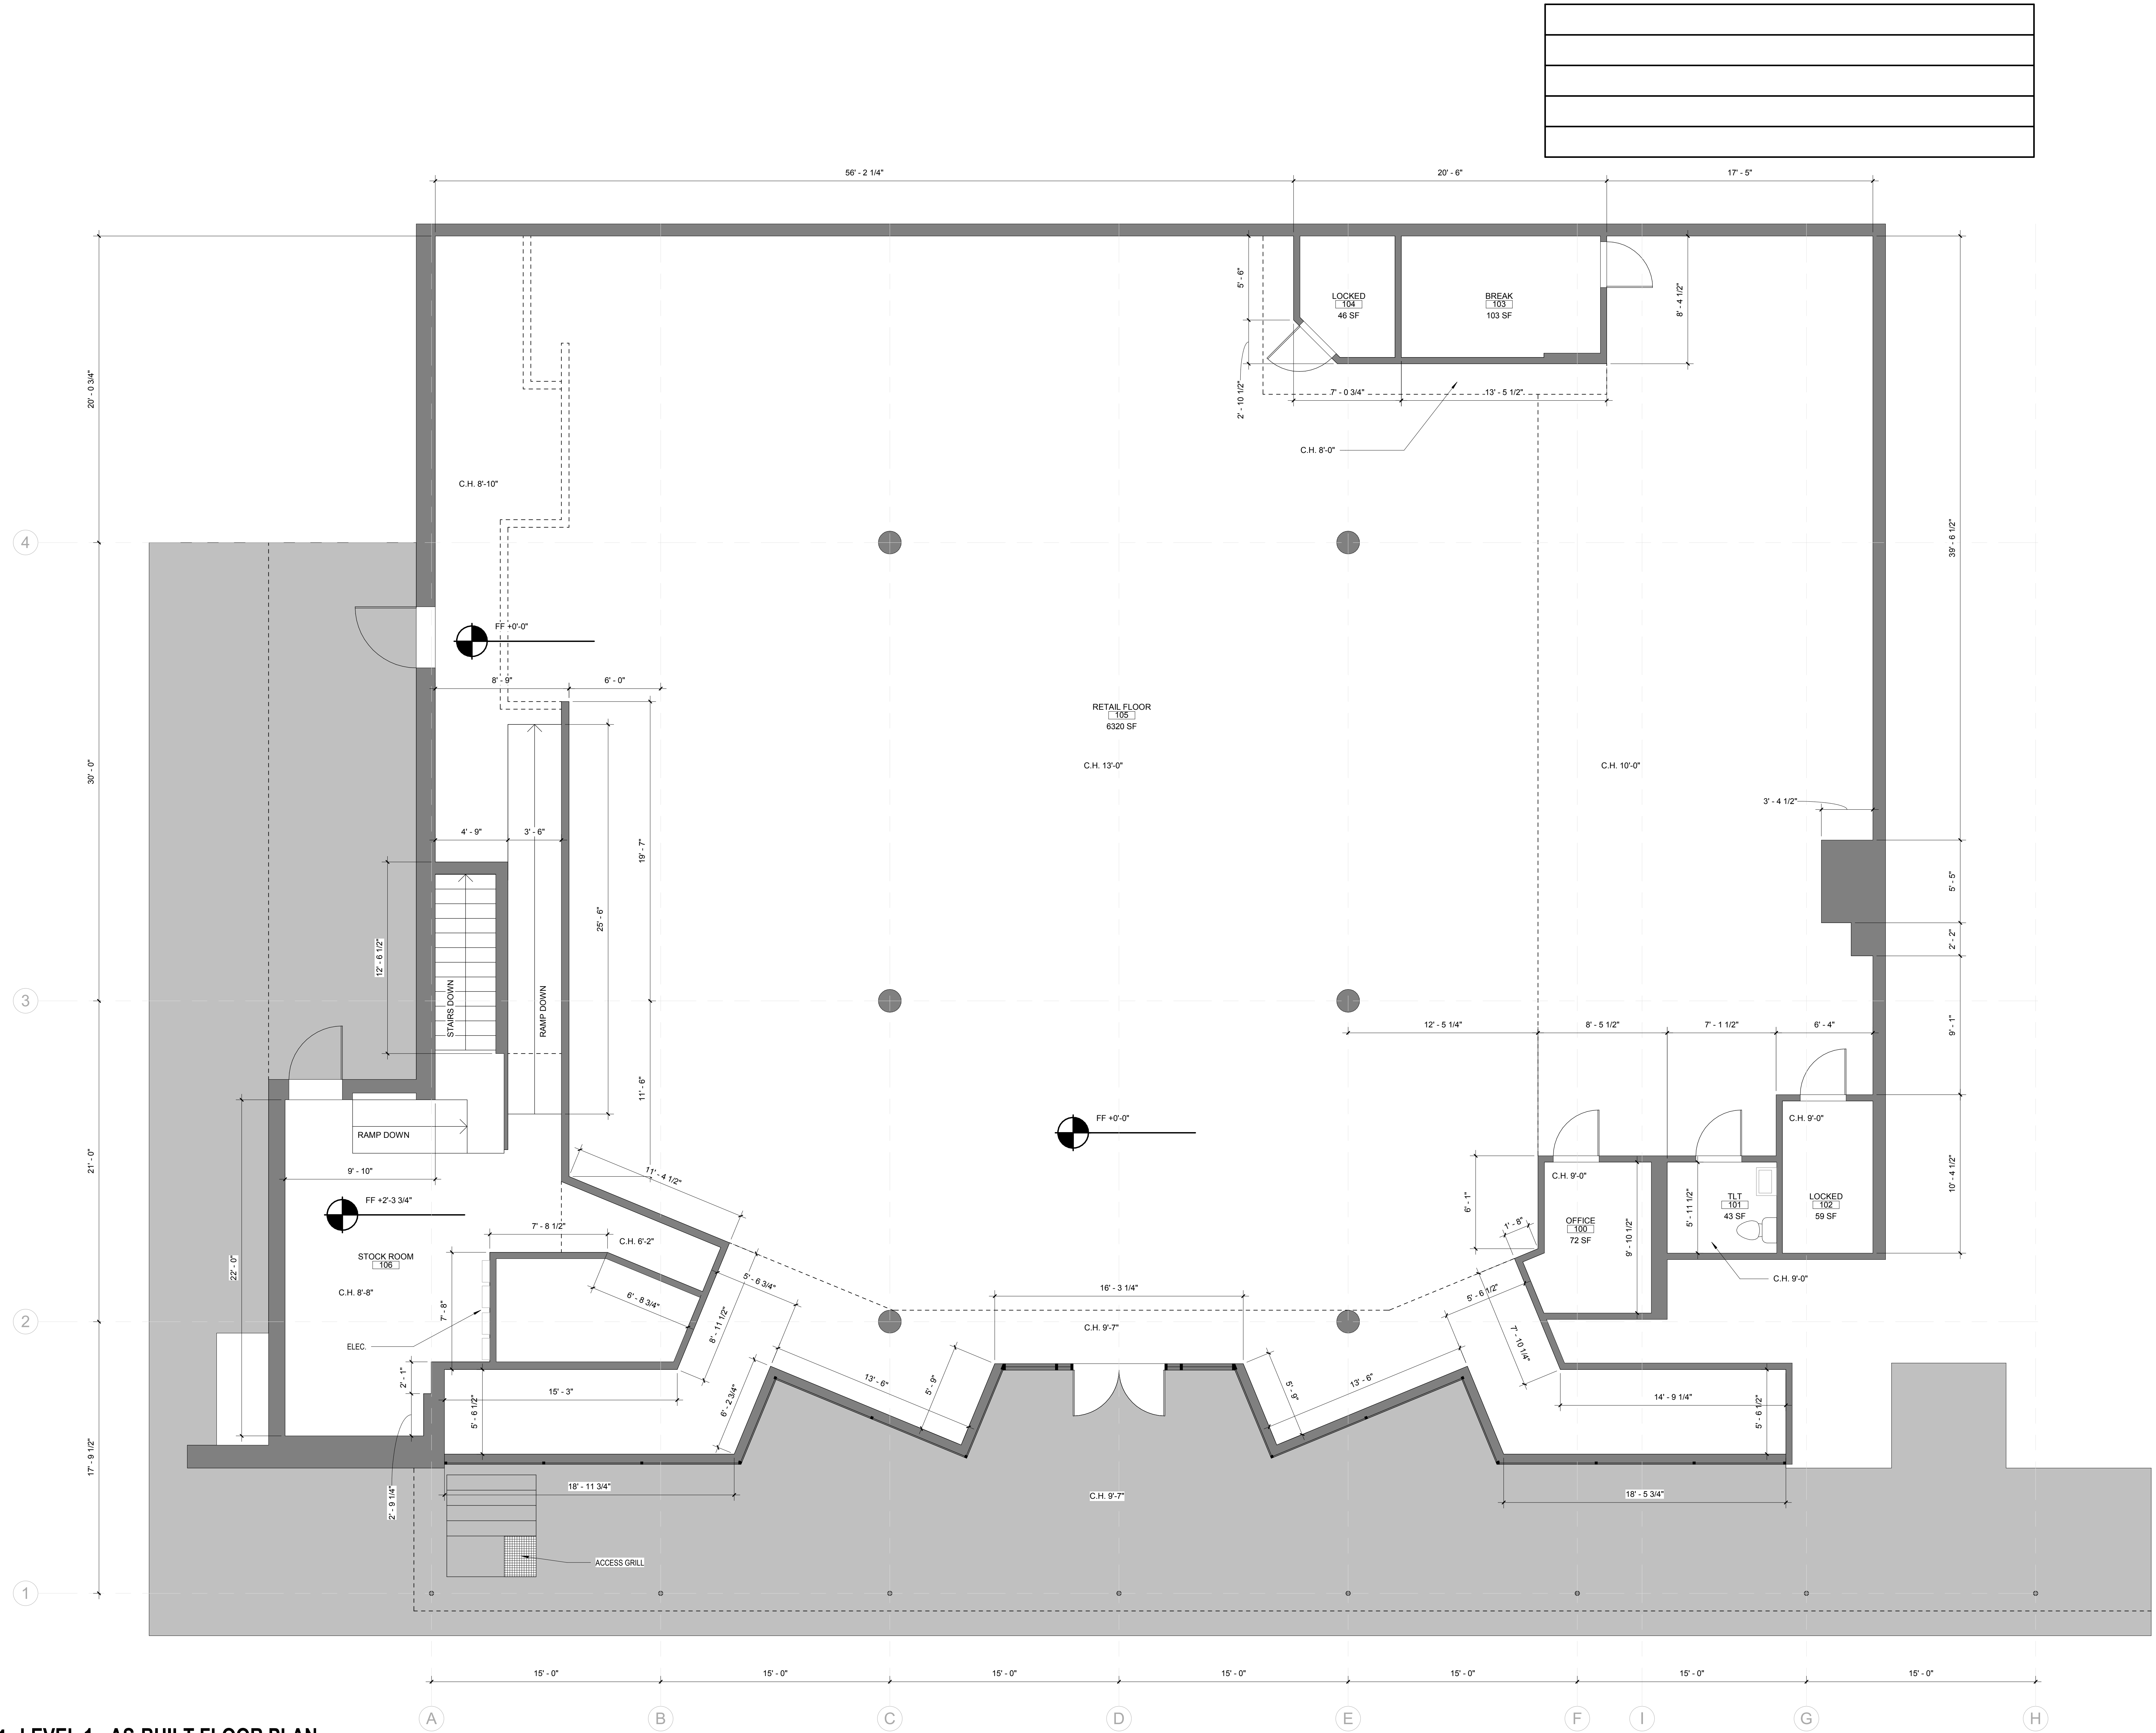 56' - 2 1/4"
20' - 6"
17' - 5"
20' - 0 3/4"
5' - 6"
LOCKED
104
46 SF
BREAK
103
103 SF
8' - 4 1/2"
2' - 10 1/2"
7' - 0 3/4"
13' - 5 1/2"
C.H. 8'-0"
C.H. 8'-10"
4
39' - 6 1/2"
FF +0'-0"
8' - 9"
6' - 0"
RETAIL FLOOR
105
6320 SF
30' - 0"
C.H. 13'-0"
C.H. 10'-0"
3' - 4 1/2"
4' - 9"
3' - 6"
19' - 7"
5' - 5"
25' - 6"
12' - 6 1/2"
2' - 2"
3
STAIRS DOWN
RAMP DOWN
12' - 5 1/4"
8' - 5 1/2"
7' - 1 1/2"
6' - 4"
9' - 1"
11' - 6"
FF +0'-0"
C.H. 9'-0"
RAMP DOWN
21' - 0"
9' - 10"
11' - 4 1/2"
C.H. 9'-0"
10' - 4 1/2"
FF +2'-3 3/4"
6' - 1"
1' - 8"
OFFICE
100
72 SF
9' - 10 1/2"
5' - 11 1/2"
TLT
101
43 SF
LOCKED
102
59 SF
7' - 8 1/2"
C.H. 6'-2"
STOCK ROOM
106
22' - 0"
C.H. 8'-8"
5' - 6 3/4"
6' - 8 3/4"
8' - 11 1/2"
16' - 3 1/4"
5' - 6 1/2"
C.H. 9'-0"
7' - 8"
2
ELEC.
C.H. 9'-7"
7' - 10 1/4"
2' - 1"
15' - 3"
5' - 6 1/2"
6' - 2 3/4"
13' - 6"
5' - 9"
5' - 9"
13' - 6"
14' - 9 1/4"
5' - 6 1/2"
17' - 9 1/2"
2' - 9 1/4"
18' - 11 3/4"
C.H. 9'-7"
18' - 5 3/4"
ACCESS GRILL
1
15' - 0"
15' - 0"
15' - 0"
15' - 0"
15' - 0"
15' - 0"
15' - 0"
A
B
C
D
E
F
I
G
H
1 LEVEL 1 - AS-BUILT FLOOR PLAN